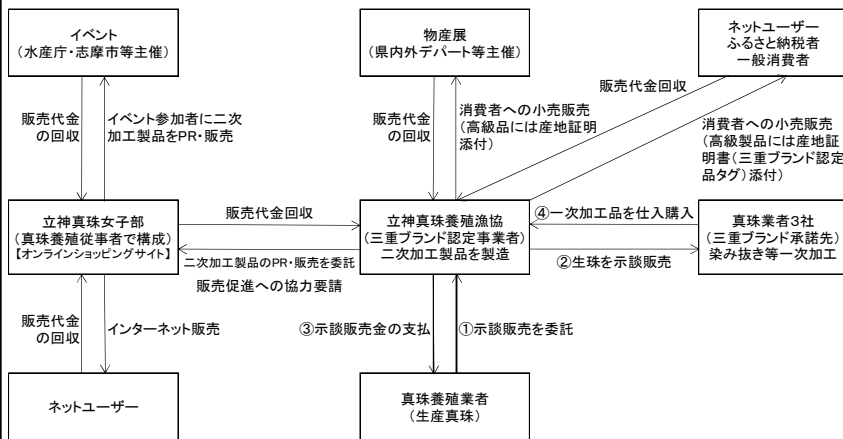 イベント
（水産庁・志摩市等主催）
物産展
（県内外デパート等主催）
ネットユーザー
ふるさと納税者
一般消費者
販売代金
の回収
イベント参加者に二次
加工製品をPR・販売
販売代金
の回収
消費者への小売販売
（高級品には産地証明
添付）
販売代金回収
消費者への小売販売
（高級製品には産地証
明書（三重ブランド認定
品タグ）添付）
立神真珠女子部
（真珠養殖従事者で構成）
【オンラインショッピングサイト】
販売代金回収
二次加工製品のPR・販売を委託
販売促進への協力要請
立神真珠養殖漁協
（三重ブランド認定事業者）
二次加工製品を製造
④一次加工品を仕入購入
②生珠を示談販売
真珠業者３社
（三重ブランド承諾先）
染み抜き等一次加工
販売代金
の回収
インターネット販売
③示談販売金の支払
①示談販売を委託
ネットユーザー
真珠養殖業者
（生産真珠）